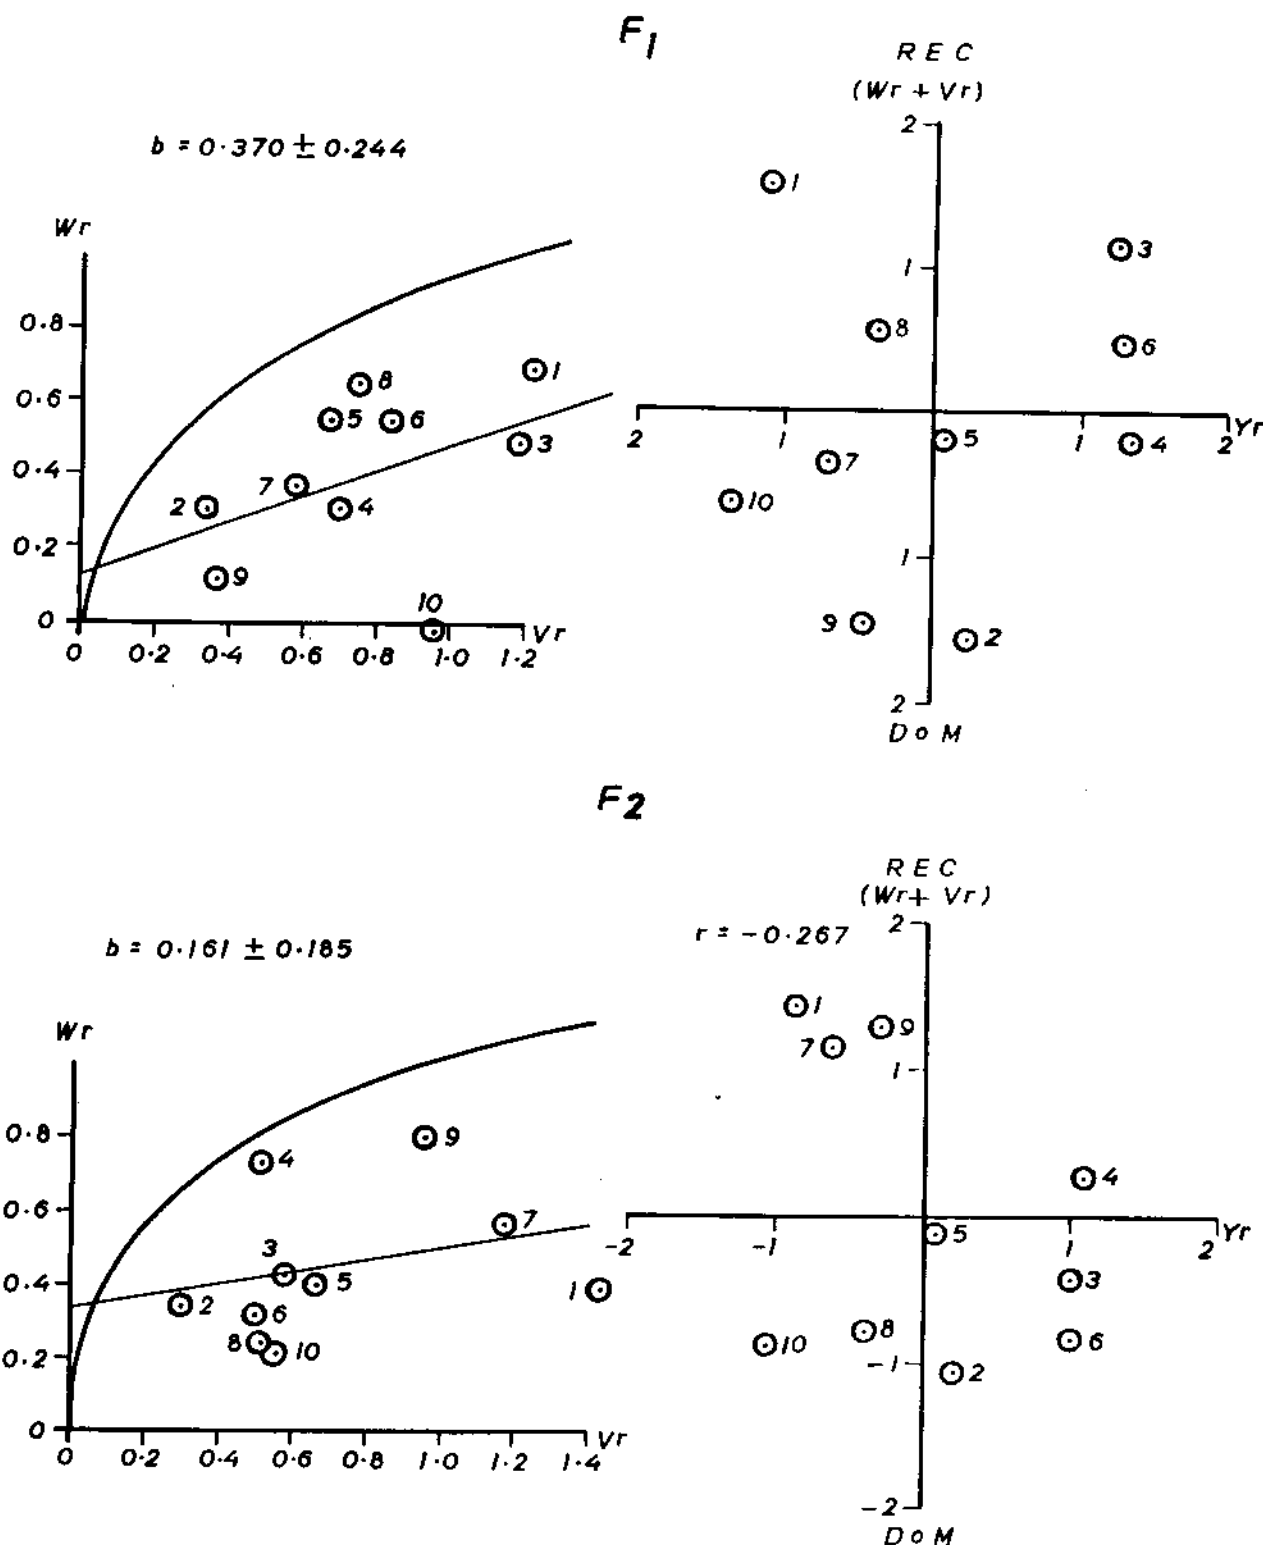 F1
REC
(Wr + Vr)
b = 0.370 ± 0.244
Wr
0.8
0.6
0.4
0.2
0
0 0.2 0.4 0.6 0.8 1.0 1.2 Vr
1
8
5 6
3
7
2 4
9
10
2
1
1
3
8
6
2 1 1 2 Yr
5 4
7
10
1
9 2
2
DoM
F2
REC
(Wr + Vr)
b = 0.161 ± 0.185
r = -0.267
Wr
0.8
0.6
0.4
0.2
0
0 0.2 0.4 0.6 0.8 1.0 1.2 1.4 Vr
9
4
7
3
5 1
2 6
8 10
2
1
9
7
1
4
-2 -1 1 2 Yr
5
3
8 6
10
-1 2
-2
DoM